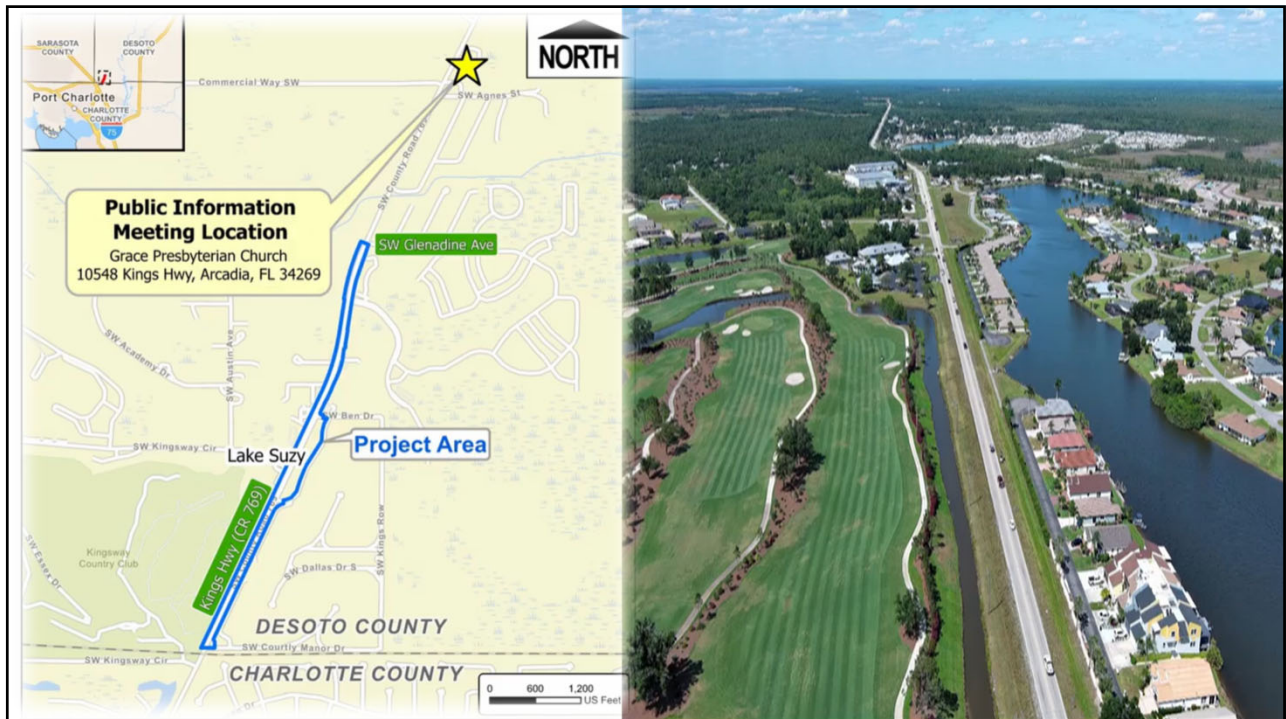 SARASOTA
COUNTY
DESOTO
COUNTY
Port Charlotte
CHARLOTTE
COUNTY
75
NORTH
Commercial Way SW
SW Agnes St
Public Information
Meeting Location
Grace Presbyterian Church
10548 Kings Hwy, Arcadia, FL 34269
SW County Road 769
SW Glenadine Ave
SW Academy Dr
SW Austin Ave
SW Ben Dr
SW Kingsway Cir
Lake Suzy
Project Area
Kings Hwy (CR 769)
SW Kings Row
Kingsway
Country Club
SW Essex Dr
SW Dallas Dr S
DESOTO COUNTY
SW Courtly Manor Dr
SW Kingsway Cir
CHARLOTTE COUNTY
0 600 1,200
US Feet